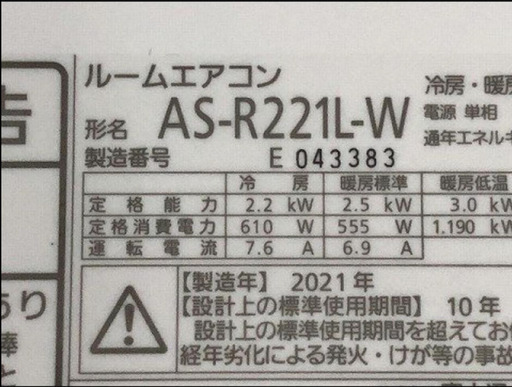 告
ルームエアコン
形名 AS-R221L-W
製造番号 E 043383
冷房・暖房
電源 単相
通年エネルギ
冷房 暖房標準 暖房低温
定格能力 2.2 kW 2.5 kW 3.0 kW
定格消費電力 610 W 555 W 1.190 kW
運転電流 7.6 A 6.9 A
【製造年】2021年
【設計上の標準使用期間】10年
設計上の標準使用期間を超えてお使
経年劣化による発火・けが等の事故
り
棒